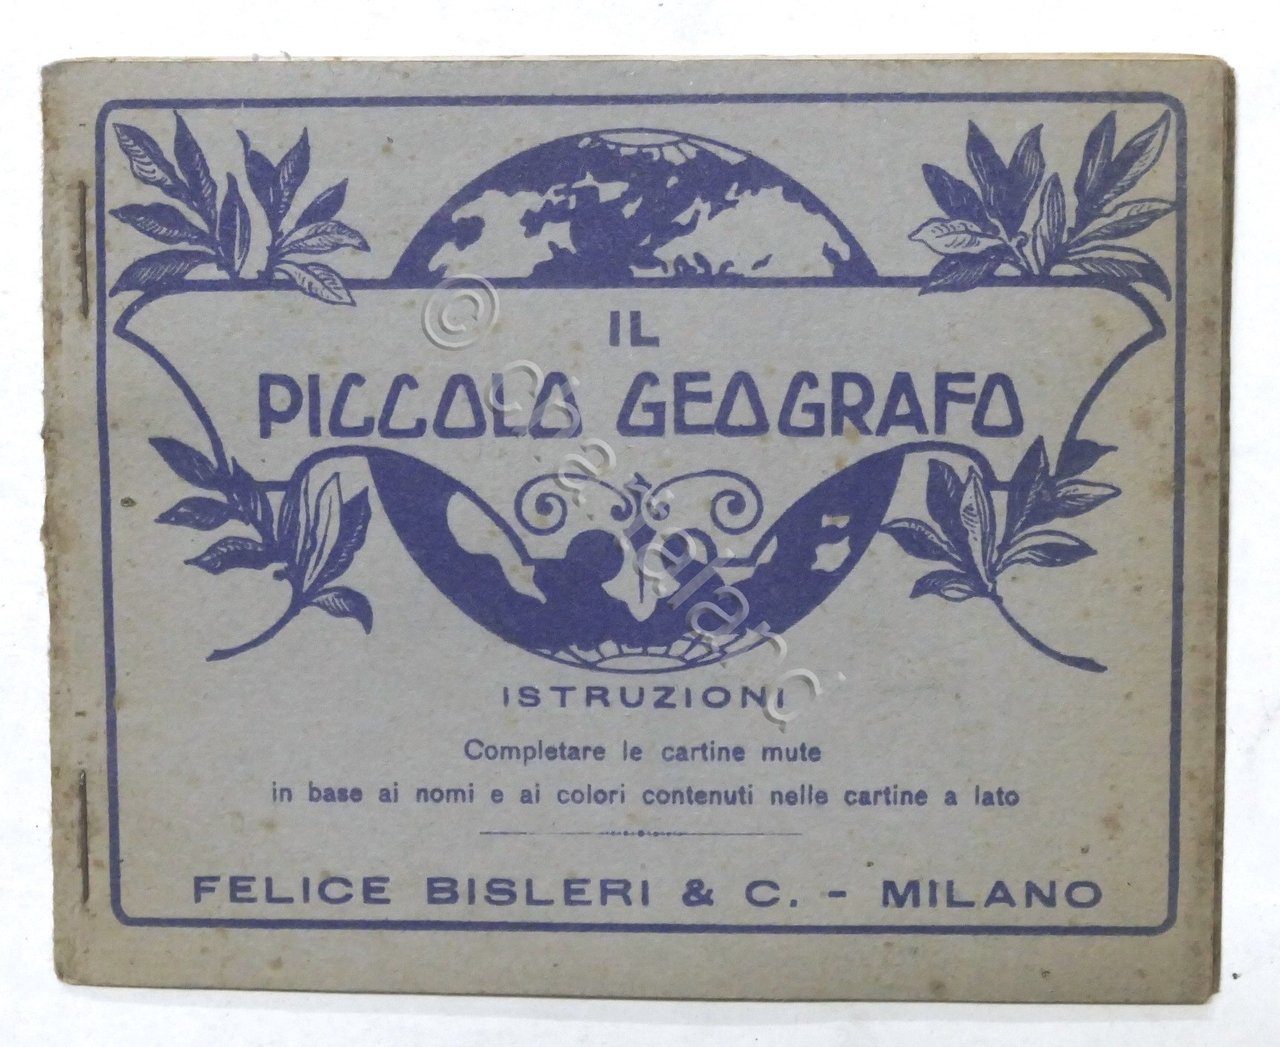 IL
PICCOLO GEOGRAFO
ISTRUZIONI
Completare le cartine mute
in base ai nomi e ai colori contenuti nelle cartine a lato
FELICE BISLERI & C. - MILANO